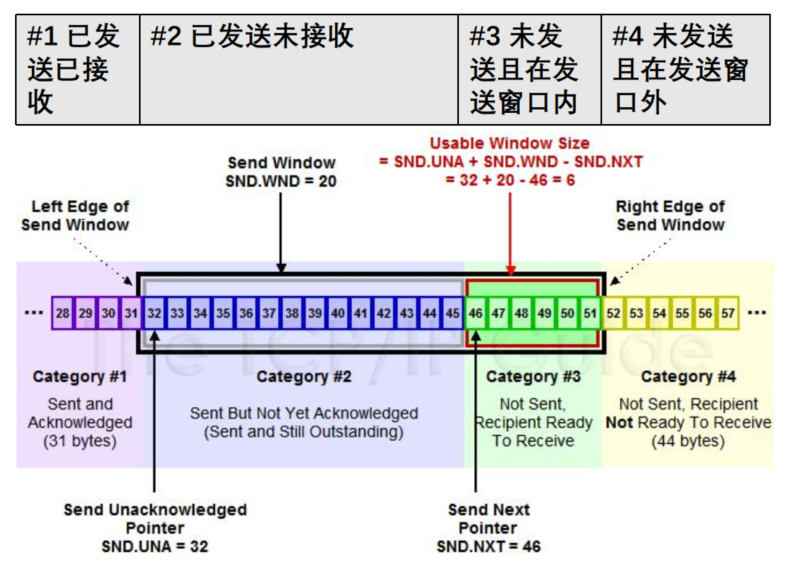 #1 已发
送已接
收
#2 已发送未接收
#3 未发
送且在发
送窗口内
#4 未发送
且在发送窗
口外
Usable Window Size
= SND.UNA + SND.WND - SND.NXT
= 32 + 20 - 46 = 6
Send Window
SND.WND = 20
Left Edge of
Send Window
Right Edge of
Send Window
··· 28 29 30 31 32 33 34 35 36 37 38 39 40 41 42 43 44 45 46 47 48 49 50 51 52 53 54 55 56 57 ···
The TCP/IP Guide
Category #1
Sent and
Acknowledged
(31 bytes)
Category #2
Sent But Not Yet Acknowledged
(Sent and Still Outstanding)
Category #3
Not Sent,
Recipient Ready
To Receive
Category #4
Not Sent, Recipient
Not Ready To Receive
(44 bytes)
Send Unacknowledged
Pointer
SND.UNA = 32
Send Next
Pointer
SND.NXT = 46